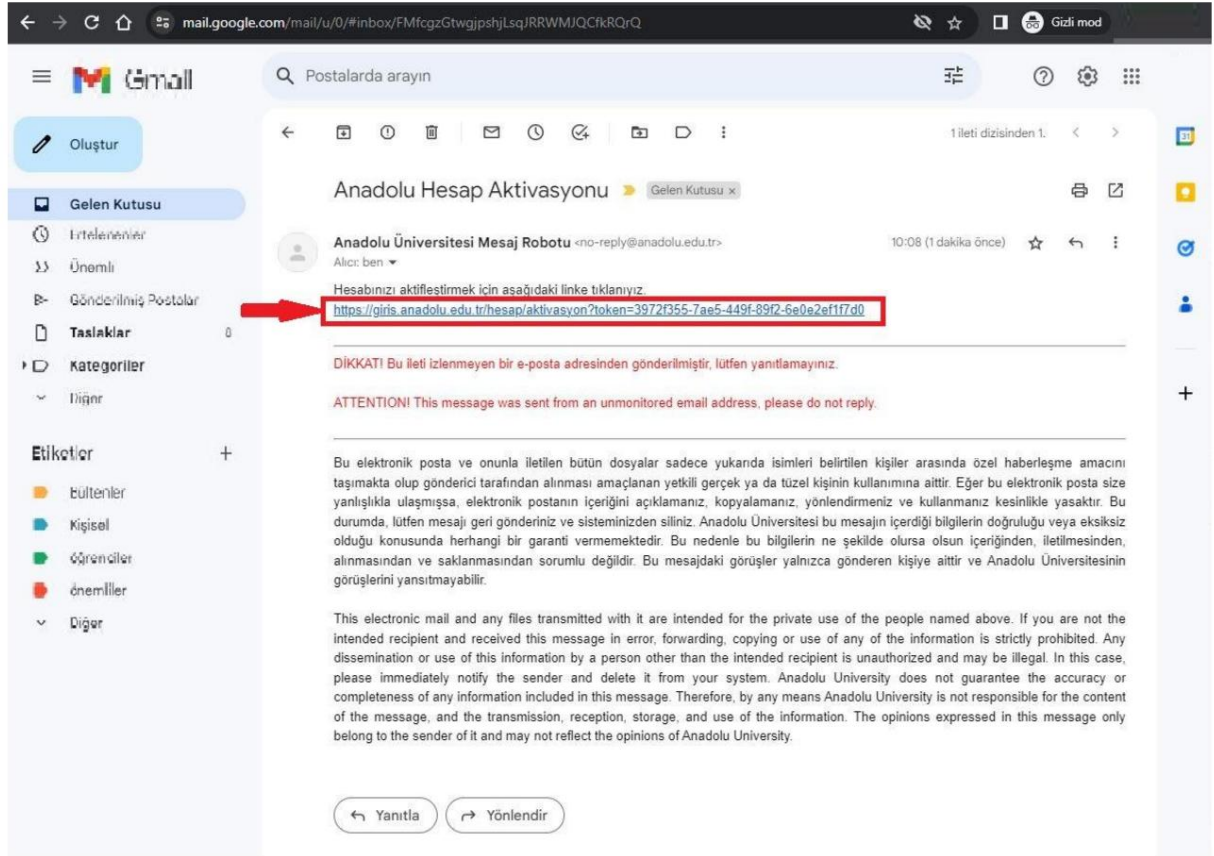 mail.google.com/mail/u/0/#inbox/FMfcgzGtwgjpshjLsqJRRWMJQCfkRQrQ
Gizli mod
Gmail
Postalarda arayın
Oluştur
1 ileti dizisinden 1.
31
Anadolu Hesap Aktivasyonu
Gelen Kutusu x
Gelen Kutusu
Ertelenenler
Önemli
Gönderilmiş Postalar
Taslaklar
Kategoriler
Diğer
Etiketler
Bültenler
Kişisel
öğrenciler
önemliler
Diğer
Anadolu Üniversitesi Mesaj Robotu <no-reply@anadolu.edu.tr>
10:08 (1 dakika önce)
Alıcı: ben
Hesabınızı aktifleştirmek için aşağıdaki linke tıklanıyız.
https://giris.anadolu.edu.tr/hesap/aktivasyon?token=3972f355-7ae5-449f-89f2-6e0e2ef1f7d0
DİKKAT! Bu ileti izlenmeyen bir e-posta adresinden gönderilmiştir, lütfen yanıtlamayınız.
ATTENTION! This message was sent from an unmonitored email address, please do not reply.
Bu elektronik posta ve onunla iletilen bütün dosyalar sadece yukarıda isimleri belirtilen kişiler arasında özel haberleşme amacını
taşımakta olup gönderici tarafından alınması amaçlanan yetkili gerçek ya da tüzel kişinin kullanımına aittir. Eğer bu elektronik posta size
yanlışlıkla ulaşmışsa, elektronik postanın içeriğini açıklamanız, kopyalamanız, yönlendirmeniz ve kullanmanız kesinlikle yasaktır. Bu
durumda, lütfen mesajı geri gönderiniz ve sisteminizden siliniz. Anadolu Üniversitesi bu mesajın içerdiği bilgilerin doğruluğu veya eksiksiz
olduğu konusunda herhangi bir garanti vermemektedir. Bu nedenle bu bilgilerin ne şekilde olursa olsun içeriğinden, iletilmesinden,
alınmasından ve saklanmasından sorumlu değildir. Bu mesajdaki görüşler yalnızca gönderen kişiye aittir ve Anadolu Üniversitesinin
görüşlerini yansıtmayabilir.
This electronic mail and any files transmitted with it are intended for the private use of the people named above. If you are not the
intended recipient and received this message in error, forwarding, copying or use of any of the information is strictly prohibited. Any
dissemination or use of this information by a person other than the intended recipient is unauthorized and may be illegal. In this case,
please immediately notify the sender and delete it from your system. Anadolu University does not guarantee the accuracy or
completeness of any information included in this message. Therefore, by any means Anadolu University is not responsible for the content
of the message, and the transmission, reception, storage, and use of the information. The opinions expressed in this message only
belong to the sender of it and may not reflect the opinions of Anadolu University.
Yanıtla
Yönlendir